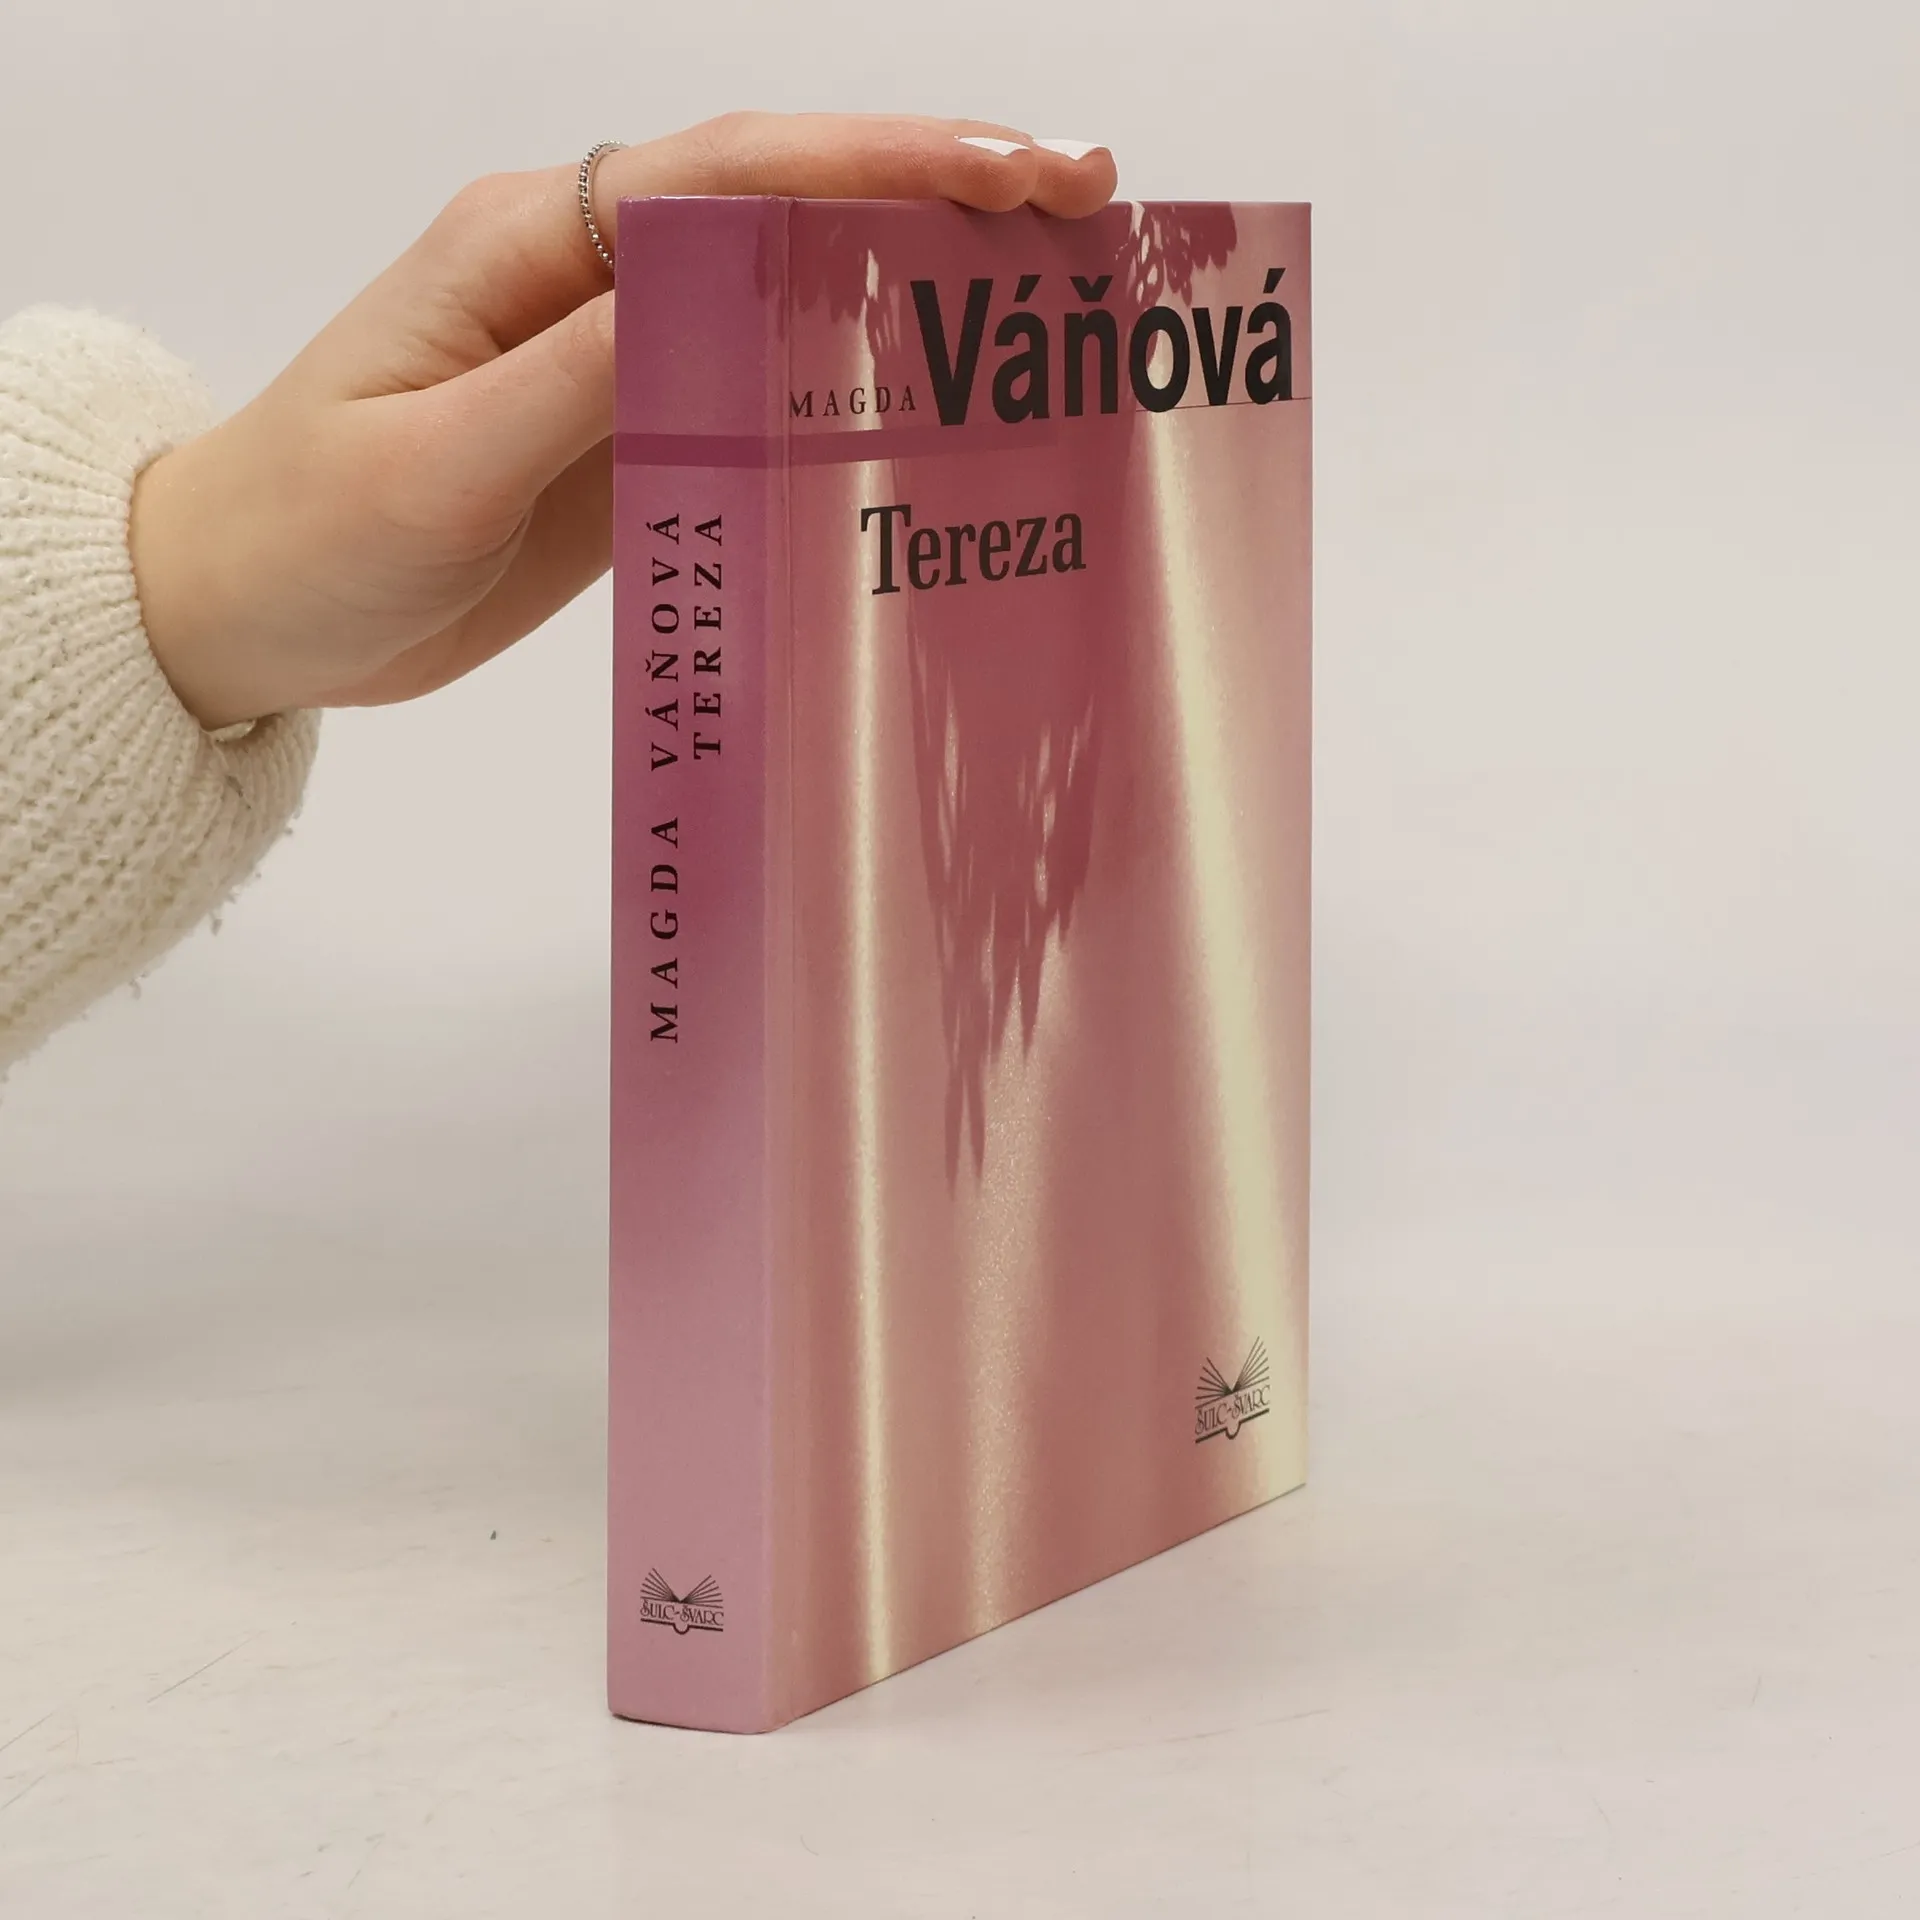 MAGDA Váňová
Tereza
ŠULC-ŠVARC
MAGDA VÁŇOVÁ
TEREZA
ŠULC-ŠVARC